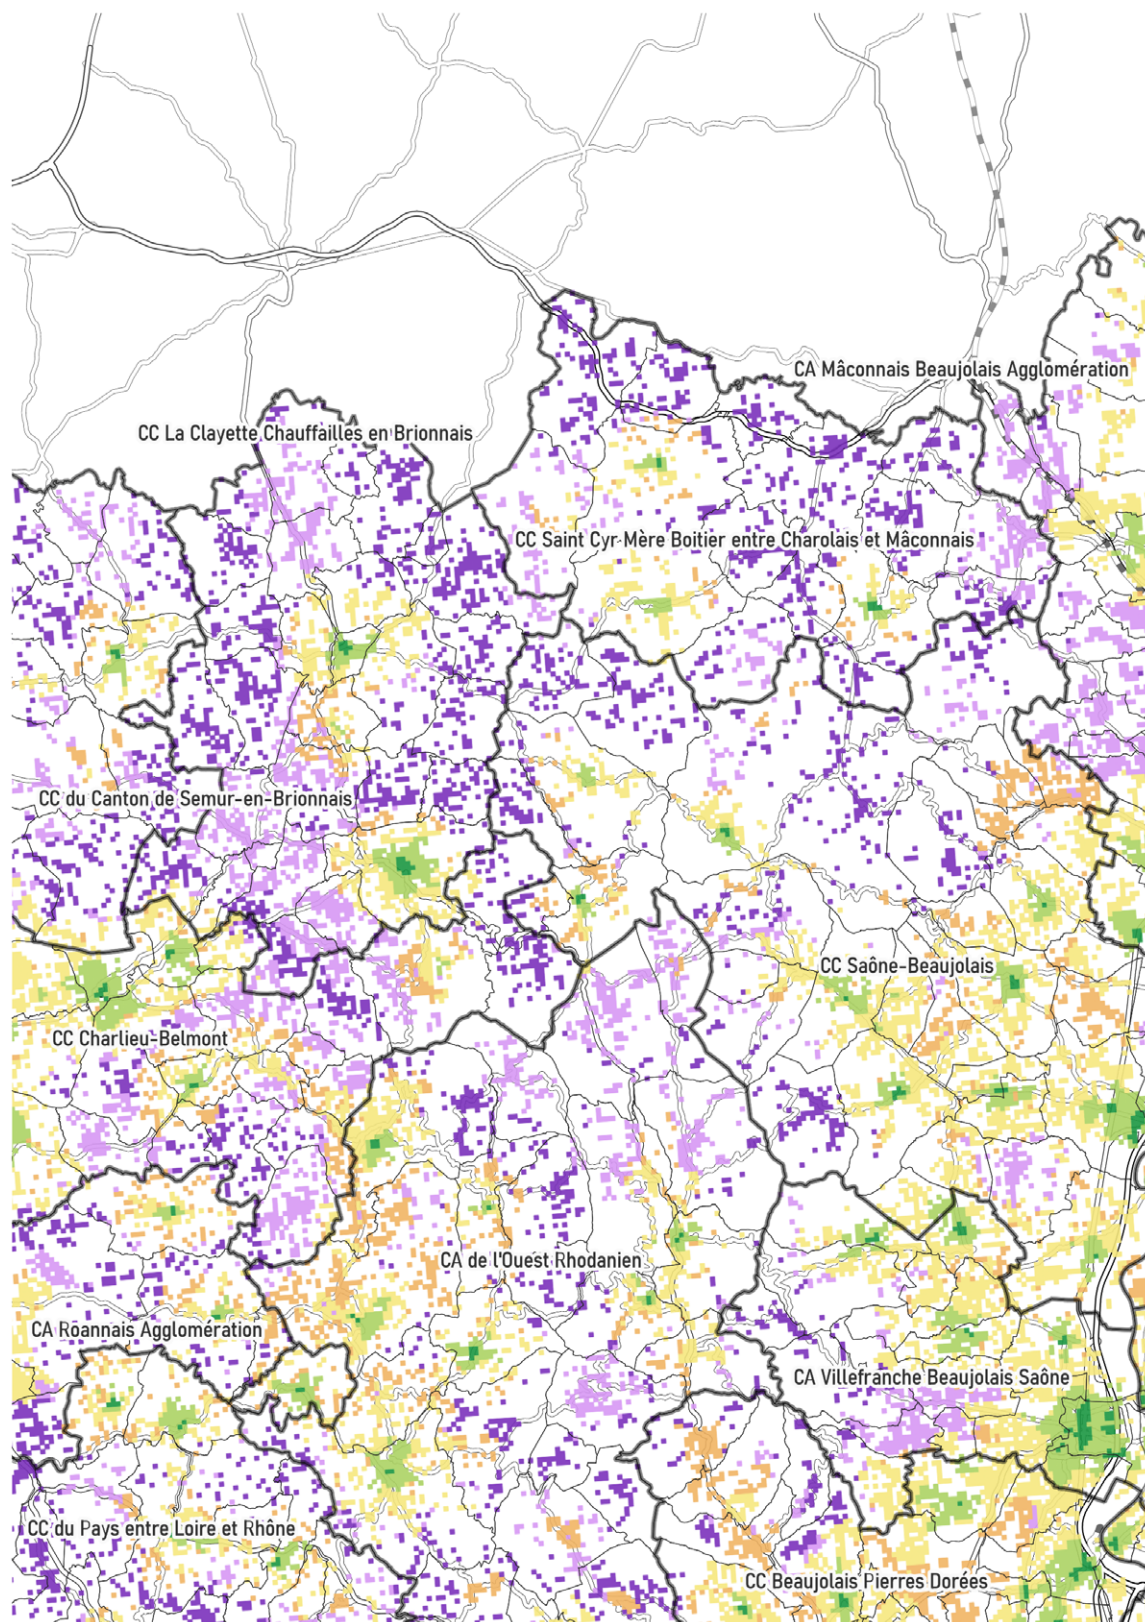 CA Mâconnais Beaujolais Agglomération
CC La Clayette Chauffailles en Brionnais
CC Saint Cyr Mère Boitier entre Charolais et Mâconnais
CC du Canton de Semur-en-Brionnais
CC Saône-Beaujolais
CC Charlieu-Belmont
CA de l'Ouest Rhodanien
CA Roannais Agglomération
CA Villefranche Beaujolais Saône
CC du Pays entre Loire et Rhône
CC Beaujolais Pierres Dorées